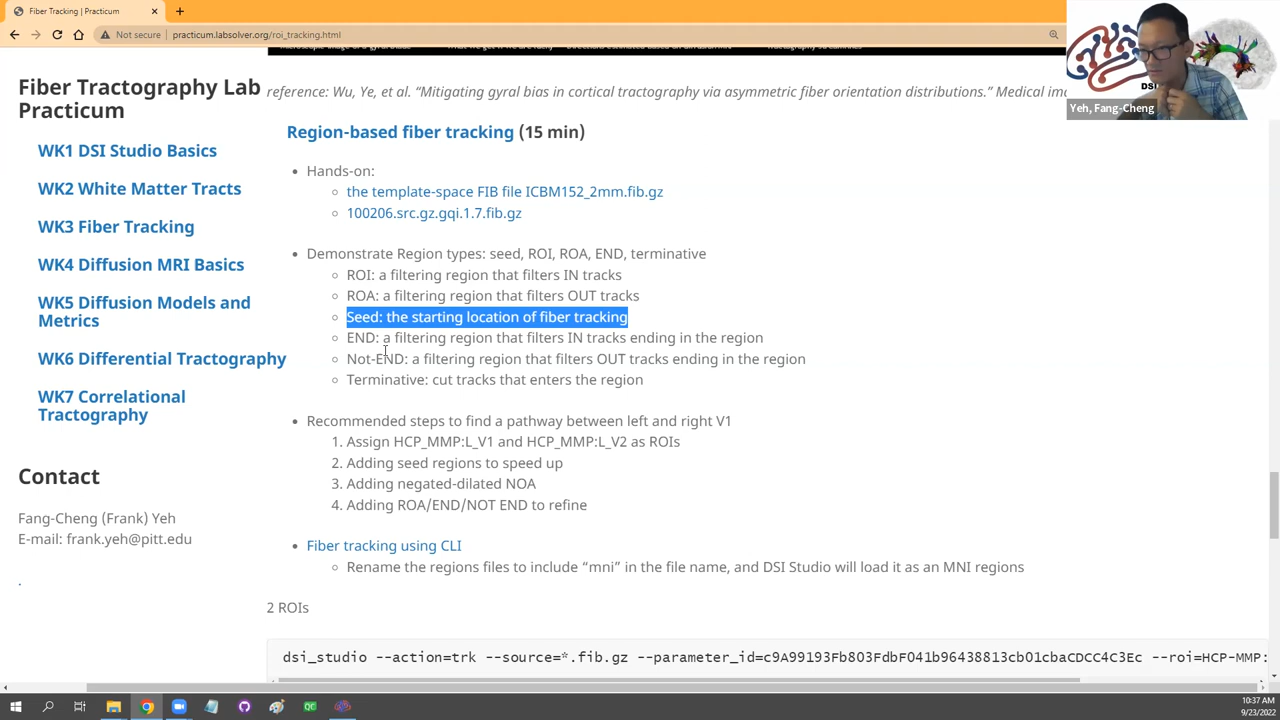 Fiber Tracking | Practicum
Not secure
practicum.labsolver.org/roi_tracking.html
Yeh, Fang-Cheng
DSI
Fiber Tractography Lab
Practicum
WK1 DSI Studio Basics
WK2 White Matter Tracts
WK3 Fiber Tracking
WK4 Diffusion MRI Basics
WK5 Diffusion Models and
Metrics
WK6 Differential Tractography
WK7 Correlational
Tractography
Contact
Fang-Cheng (Frank) Yeh
E-mail: frank.yeh@pitt.edu
.
reference: Wu, Ye, et al. “Mitigating gyral bias in cortical tractography via asymmetric fiber orientation distributions.” Medical
Region-based fiber tracking (15 min)
Hands-on:
the template-space FIB file ICBM152_2mm.fib.gz
100206.src.gz.gqi.1.7.fib.gz
Demonstrate Region types: seed, ROI, ROA, END, terminative
ROI: a filtering region that filters IN tracks
ROA: a filtering region that filters OUT tracks
Seed: the starting location of fiber tracking
END: a filtering region that filters IN tracks ending in the region
Not-END: a filtering region that filters OUT tracks ending in the region
Terminative: cut tracks that enters the region
Recommended steps to find a pathway between left and right V1
1. Assign HCP_MMP:L_V1 and HCP_MMP:L_V2 as ROIs
2. Adding seed regions to speed up
3. Adding negated-dilated NOA
4. Adding ROA/END/NOT END to refine
Fiber tracking using CLI
Rename the regions files to include “mni” in the file name, and DSI Studio will load it as an MNI regions
2 ROIs
dsi_studio --action=trk --source=*.fib.gz --parameter_id=c9A99193Fb803FdbF041b96438813cb01cbaCDCC4C3Ec --roi=HCP-MMP:
10:37 AM
9/23/2022